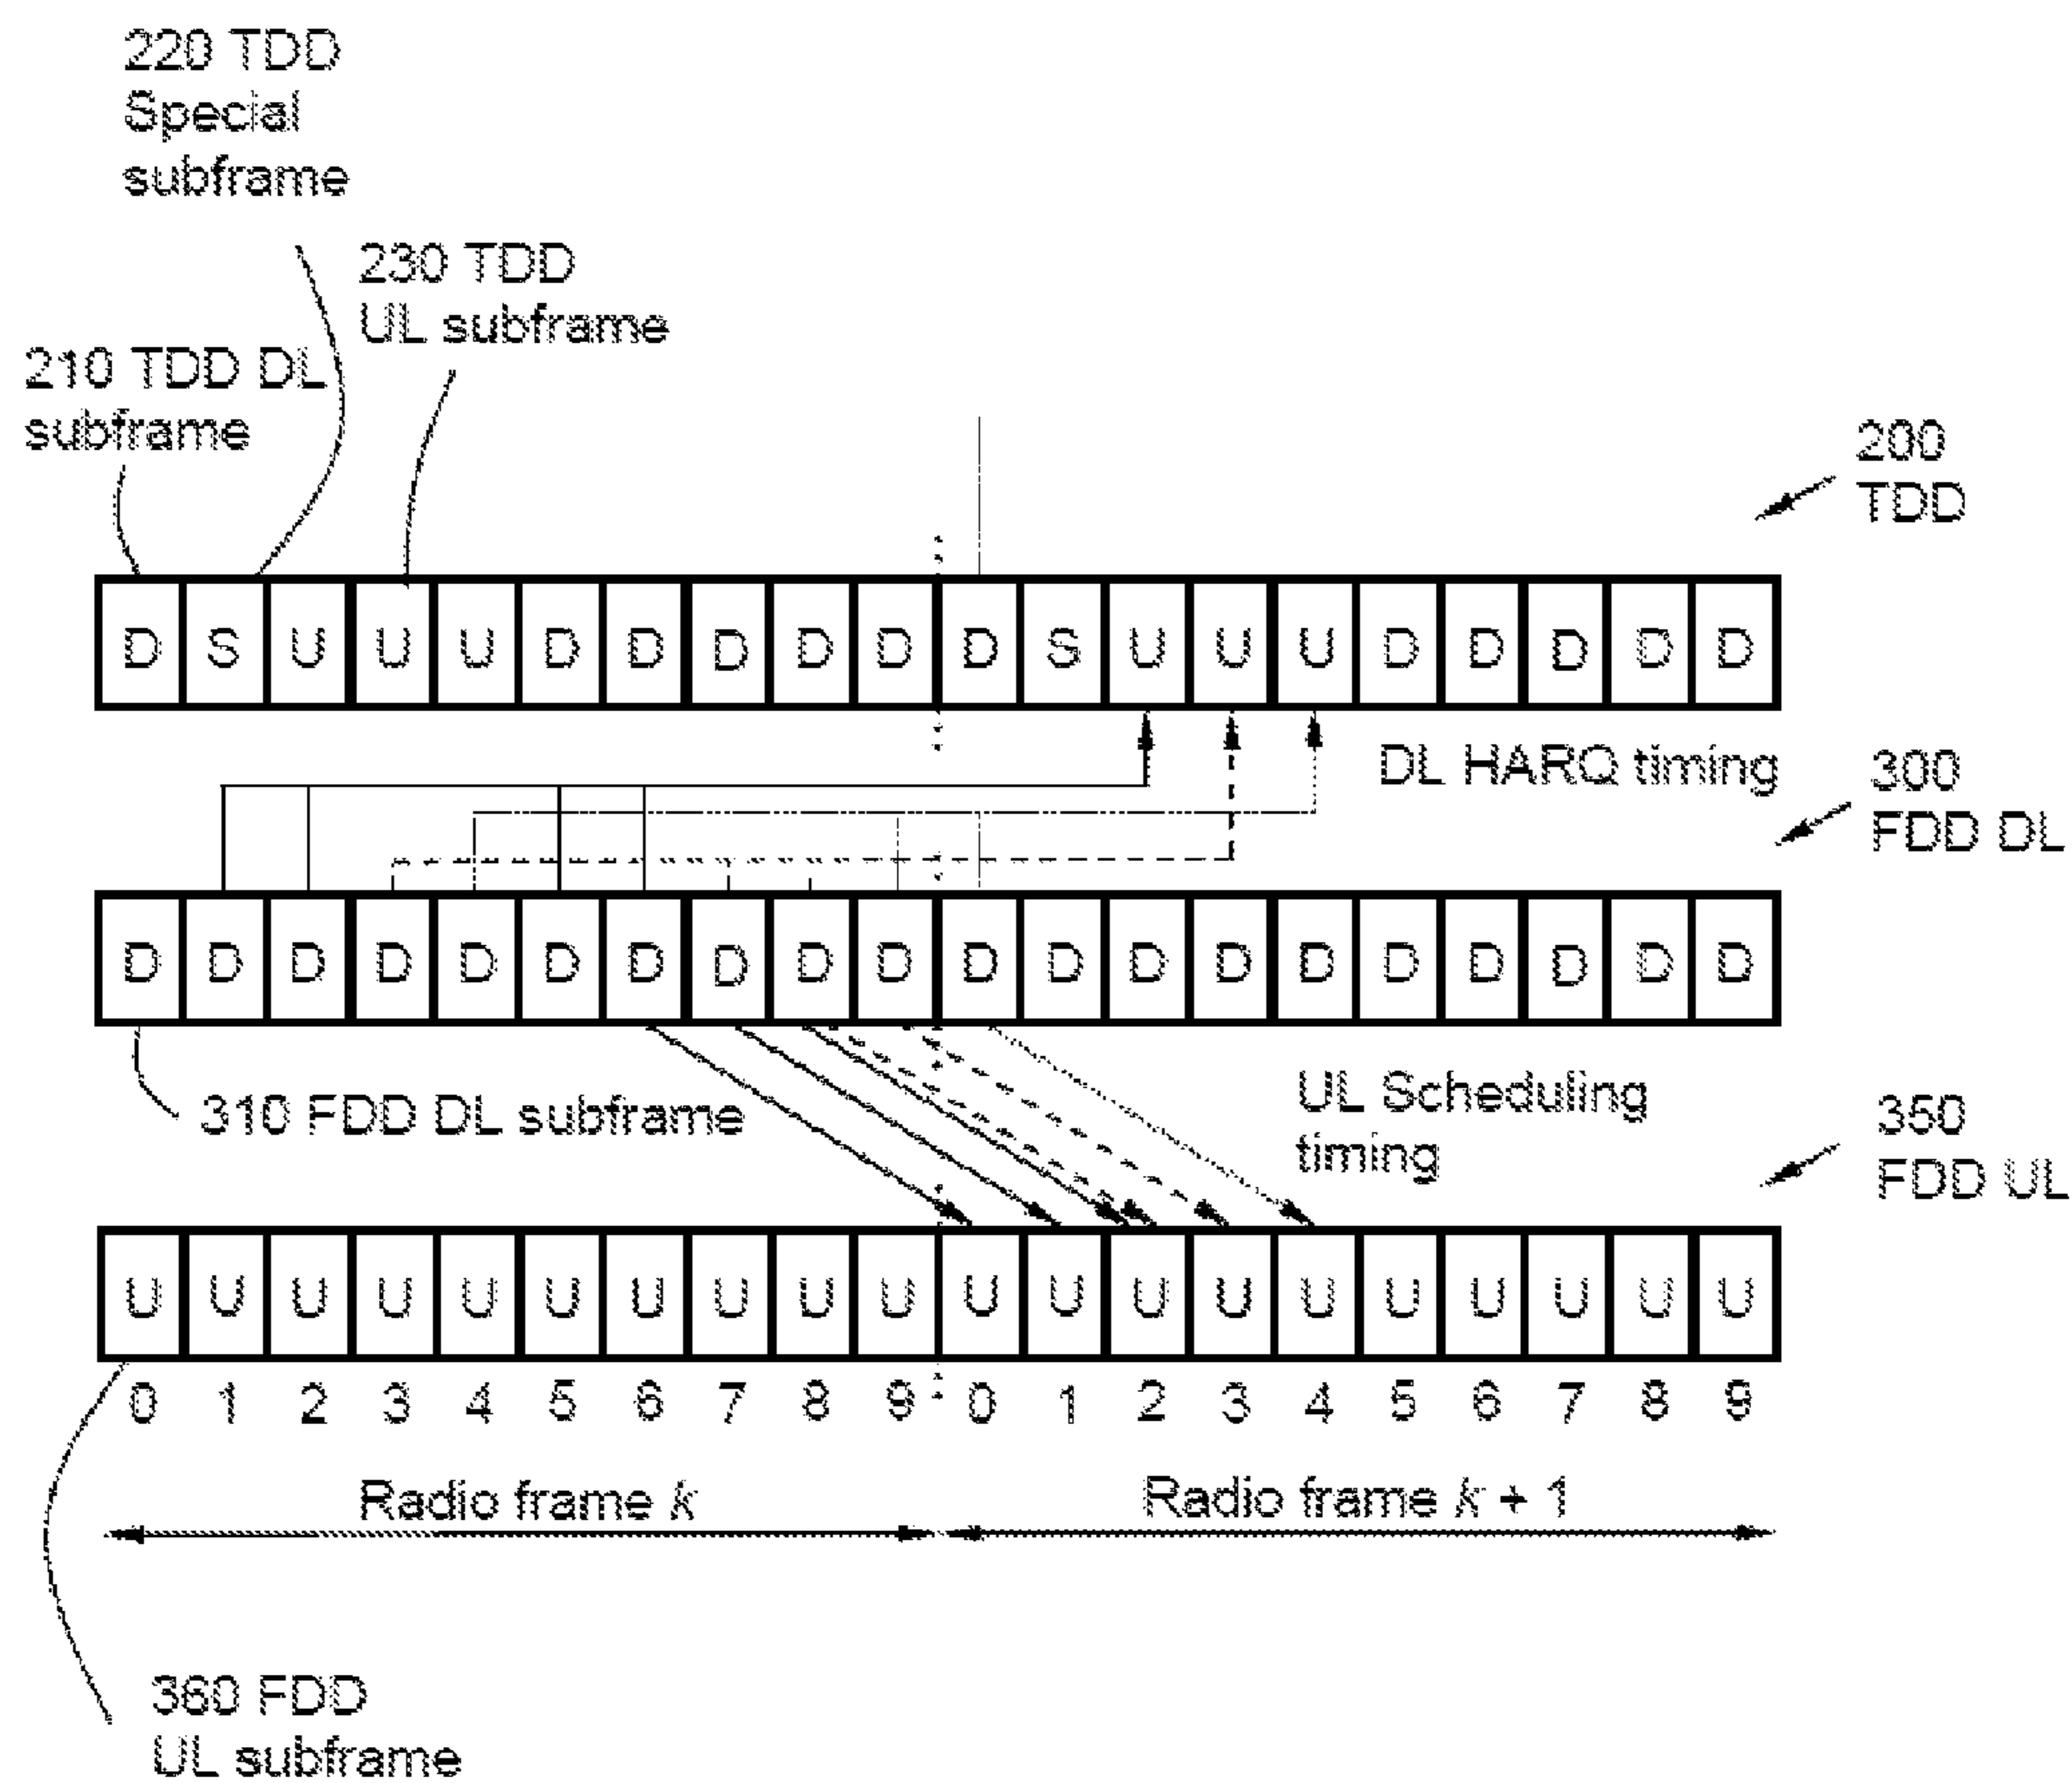 220 TDD
Special
subframe
230 TDD
UL subframe
210 TDD DL
subframe
200
TDD
D S U U U D D D D D D S U U U D D D D D
DL HARQ timing
300
FDD DL
D D D D D D D D D D D D D D D D D D D D
310 FDD DL subframe
UL Scheduling
timing
350
FDD UL
U U U U U U U U U U U U U U U U U U U U
0 1 2 3 4 5 6 7 8 9 0 1 2 3 4 5 6 7 8 9
Radio frame k
Radio frame k + 1
360 FDD
UL subframe